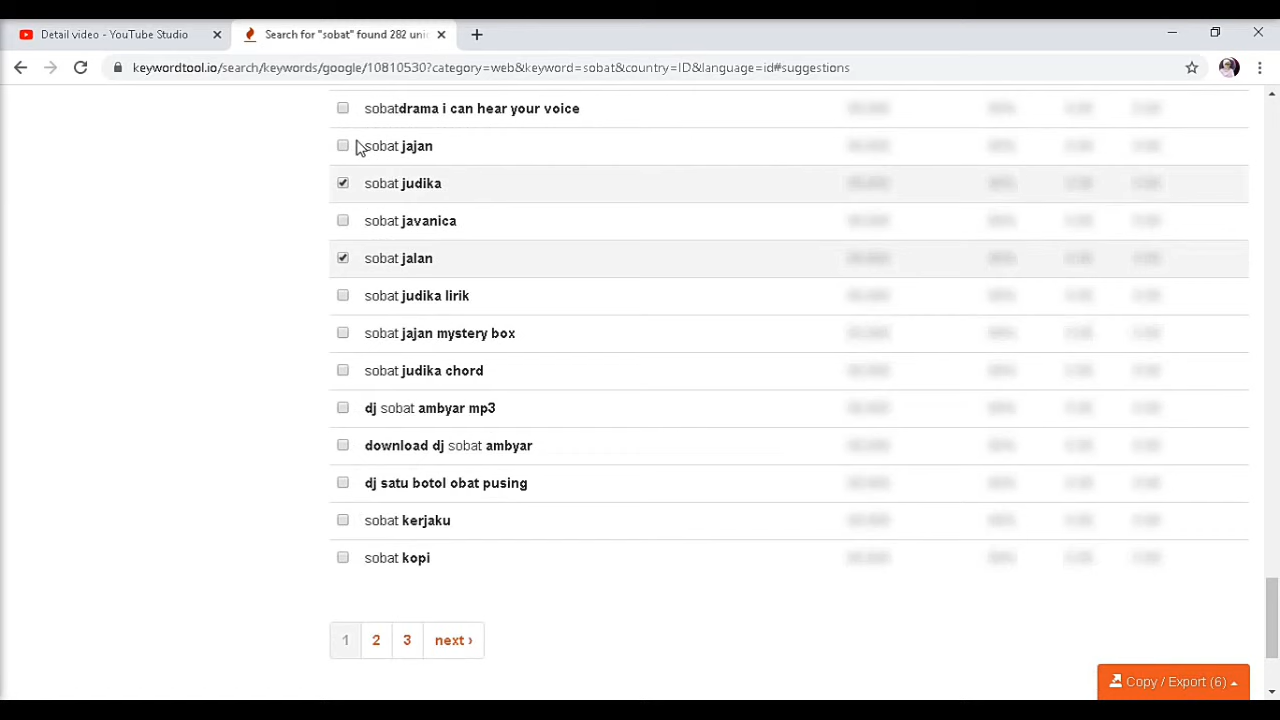 Detail video - YouTube Studio
Search for "sobat" found 282 uni
keywordtool.io/search/keywords/google/10810530?category=web&keyword=sobat&country=ID&language=id#suggestions
sobatdrama i can hear your voice
sobat jajan
sobat judika
sobat javanica
sobat jalan
sobat judika lirik
sobat jajan mystery box
sobat judika chord
dj sobat ambyar mp3
download dj sobat ambyar
dj satu botol obat pusing
sobat kerjaku
sobat kopi
1 2 3 next ›
Copy / Export (6)